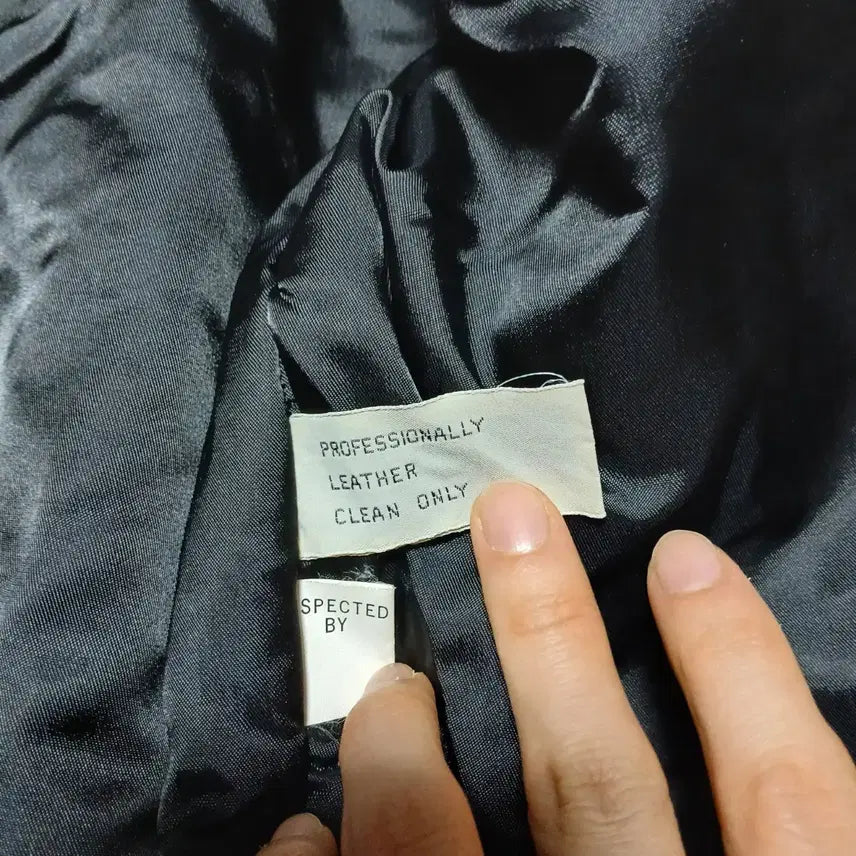 PROFESSIONALLY
LEATHER
CLEAN ONLY
SPECTED
BY